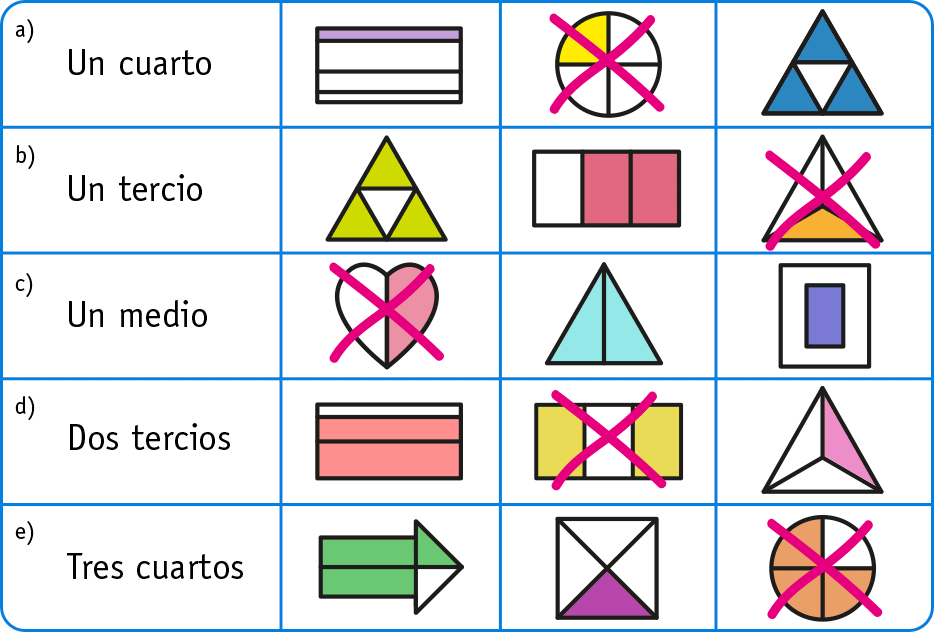 a)
Un cuarto
b)
Un tercio
c)
Un medio
d)
Dos tercios
e)
Tres cuartos